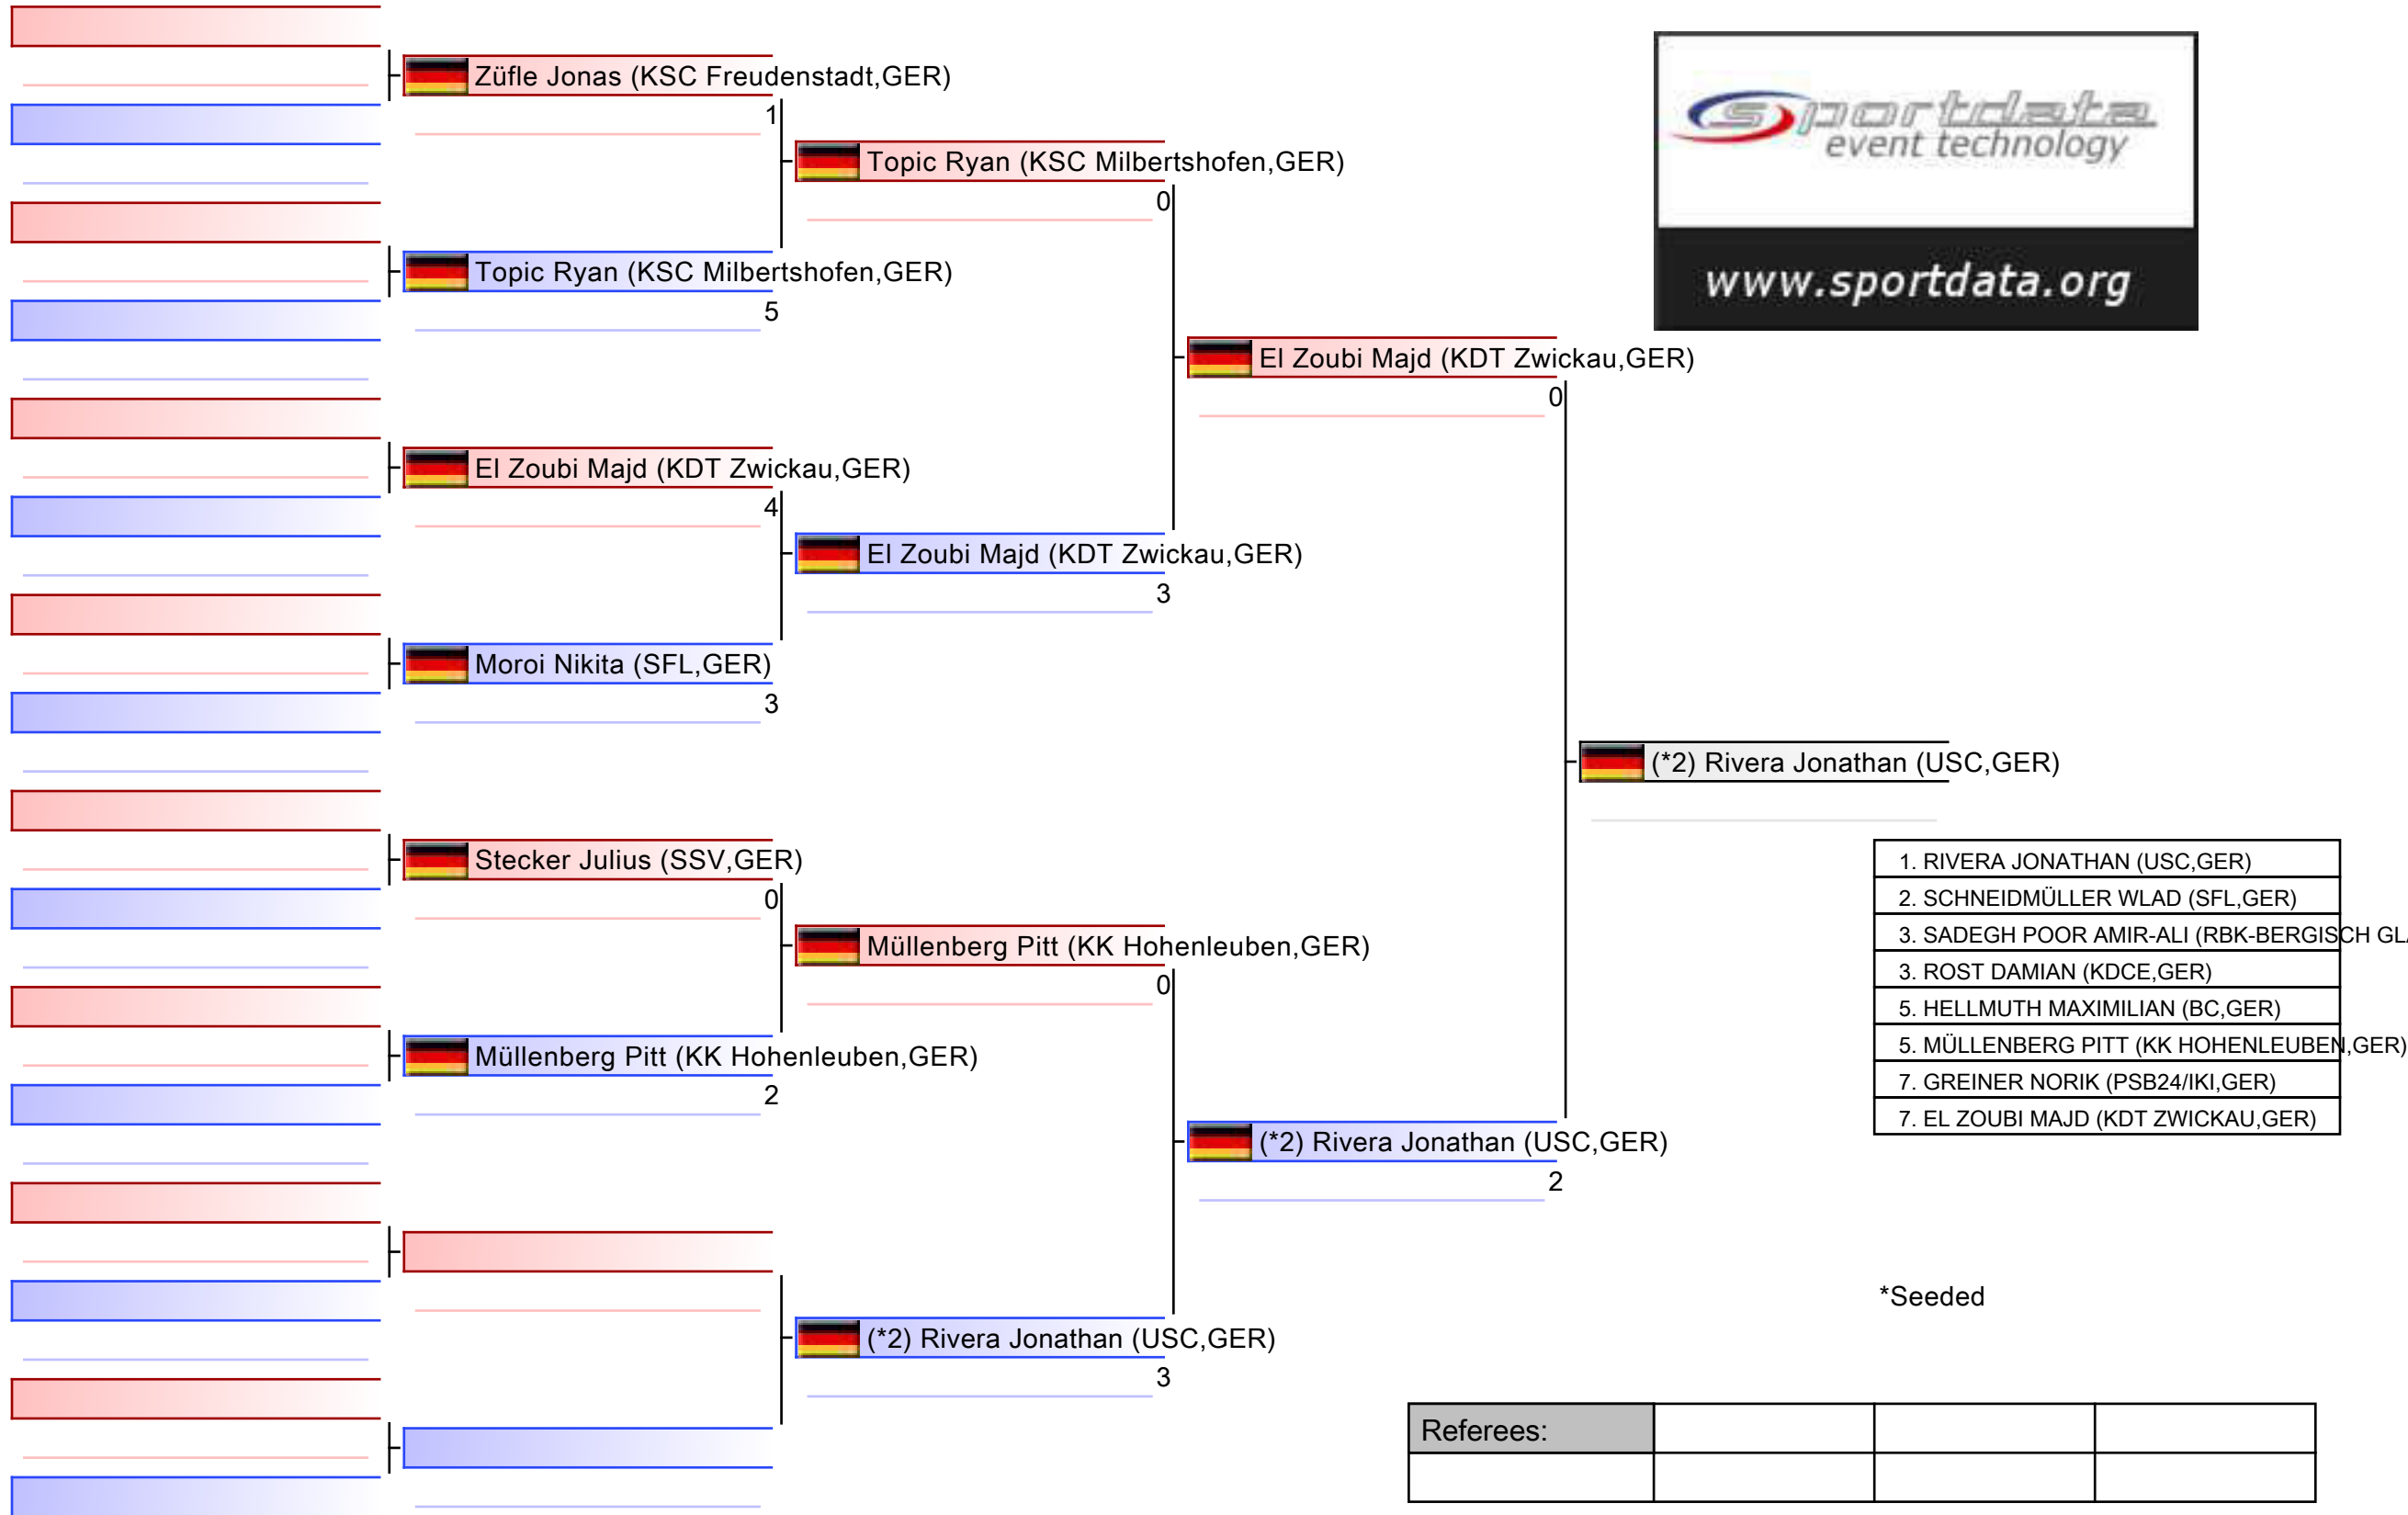 Züfle Jonas (KSC Freudenstadt,GER)
1
Topic Ryan (KSC Milbertshofen,GER)
0
Topic Ryan (KSC Milbertshofen,GER)
5
El Zoubi Majd (KDT Zwickau,GER)
0
El Zoubi Majd (KDT Zwickau,GER)
4
El Zoubi Majd (KDT Zwickau,GER)
3
Moroi Nikita (SFL,GER)
3
(*2) Rivera Jonathan (USC,GER)
Stecker Julius (SSV,GER)
0
Müllenberg Pitt (KK Hohenleuben,GER)
0
Müllenberg Pitt (KK Hohenleuben,GER)
2
(*2) Rivera Jonathan (USC,GER)
2
(*2) Rivera Jonathan (USC,GER)
3
sportdata
event technology
www.sportdata.org
1. RIVERA JONATHAN (USC,GER)
2. SCHNEIDMÜLLER WLAD (SFL,GER)
3. SADEGH POOR AMIR-ALI (RBK-BERGISCH
3. ROST DAMIAN (KDCE,GER)
5. HELLMUTH MAXIMILIAN (BC,GER)
5. MÜLLENBERG PITT (KK HOHENLEUBEN,GER)
7. GREINER NORIK (PSB24/IKI,GER)
7. EL ZOUBI MAJD (KDT ZWICKAU,GER)
*Seeded
Referees: